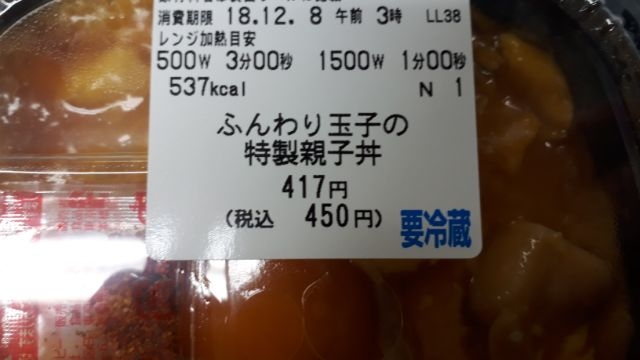 消費期限 18.12. 8 午前 3時 LL38
レンジ加熱目安
500W 3分00秒 1500W 1分00秒
537kcal N 1
ふんわり玉子の
特製親子丼
417円
(税込 450円)
要冷蔵